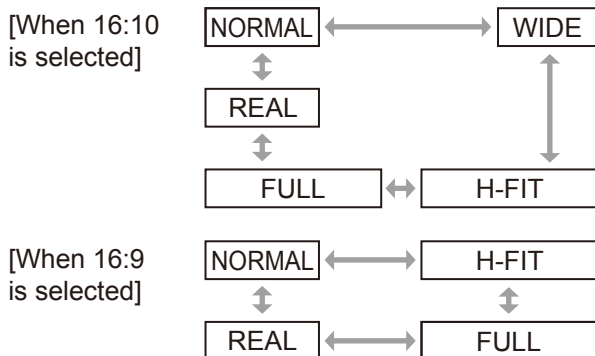 [When 16:10
is selected]
NORMAL
WIDE
REAL
FULL
H-FIT
[When 16:9
is selected]
NORMAL
H-FIT
REAL
FULL